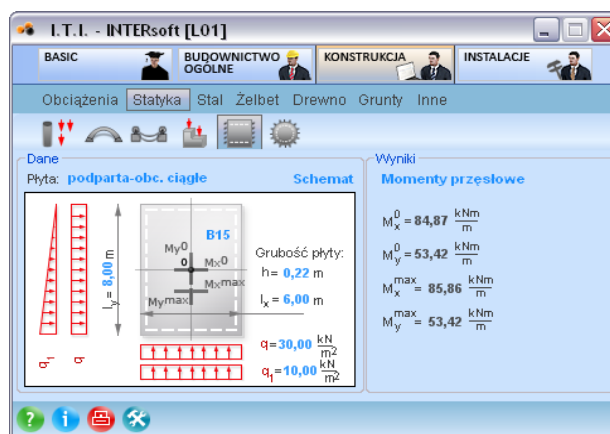 I.T.I. - INTERsoft [L01]
BASIC
BUDOWNICTWO OGÓLNE
KONSTRUKCJA
INSTALACJE
Obciążenia Statyka Stal Żelbet Drewno Grunty Inne
Dane
Płyta: podparta-obc. ciągłe Schemat
B15
My0
0
Mx0
Mxmax
Mymax
ly = 8,00 m
q1
q
Grubość płyty:
h= 0,22 m
lx = 6,00 m
q=30,00 kN/m2
q1=10,00 kN/m2
Wyniki
Momenty przęsłowe
Mx0 = 84,87 kNm/m
My0 = 53,42 kNm/m
Mxmax = 85,86 kNm/m
Mymax = 53,42 kNm/m